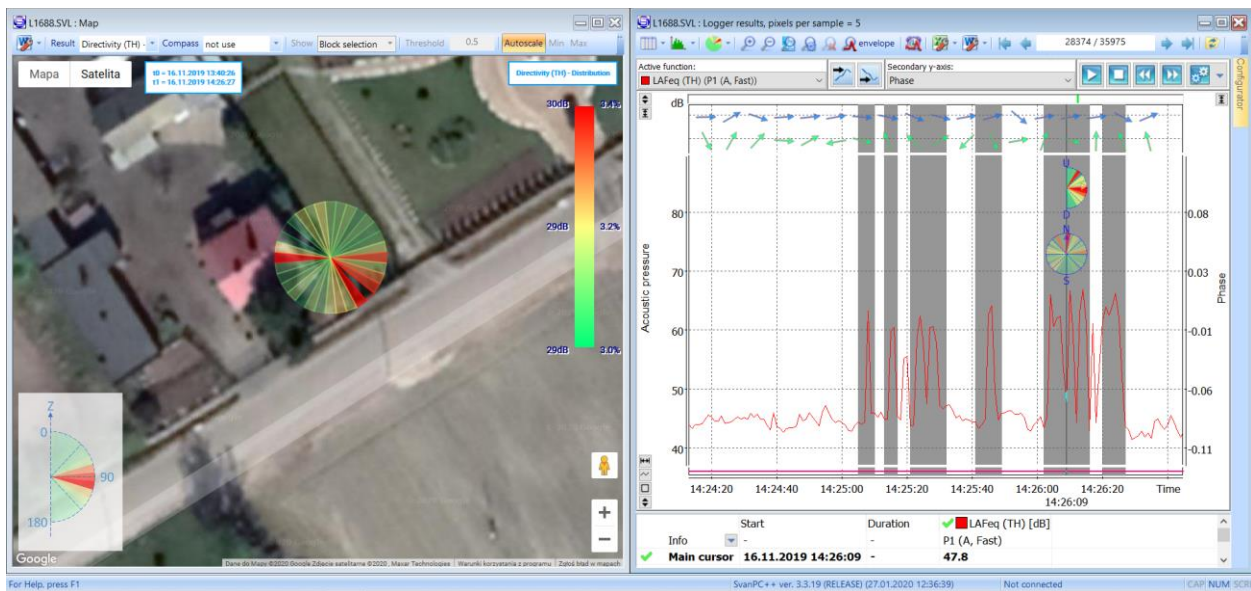 L1688.SVL : Map
Result Directivity (TH) - Compass not use Show Block selection Threshold 0.5 Autoscale Min Max
Mapa Satelita
t0 = 16.11.2019 13:40:26
t1 = 16.11.2019 14:26:27
Directivity (TH) - Distribution
30dB 3.4%
29dB 3.2%
29dB 3.0%
Z
0
90
180
+
−
Google
Dane do Mapy ©2020 Google Zdjęcie satelitarne ©2020 , Maxar Technologies Warunki korzystania z programu Zgłoś błąd w mapach
L1688.SVL : Logger results, pixels per sample = 5
envelope 28374 / 35975
Configurator
Active function:
LAFeq (TH) (P1 (A, Fast))
Secondary y-axis:
Phase
dB
U
D
N
S
80 0.08
70 0.03
60 -0.01
50 -0.06
40 -0.11
Acoustic pressure
Phase
14:24:20 14:24:40 14:25:00 14:25:20 14:25:40 14:26:00 14:26:20 Time
14:26:09
Start Duration LAFeq (TH) [dB]
Info - - P1 (A, Fast)
Main cursor 16.11.2019 14:26:09 - 47.8
For Help, press F1 SvanPC++ ver. 3.3.19 (RELEASE) (27.01.2020 12:36:39) Not connected CAP NUM SCR